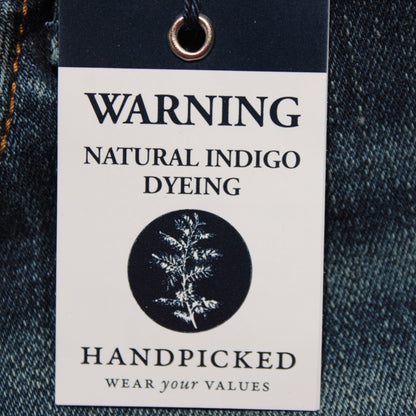 WARNING
NATURAL INDIGO
DYEING
HANDPICKED
WEAR your VALUES